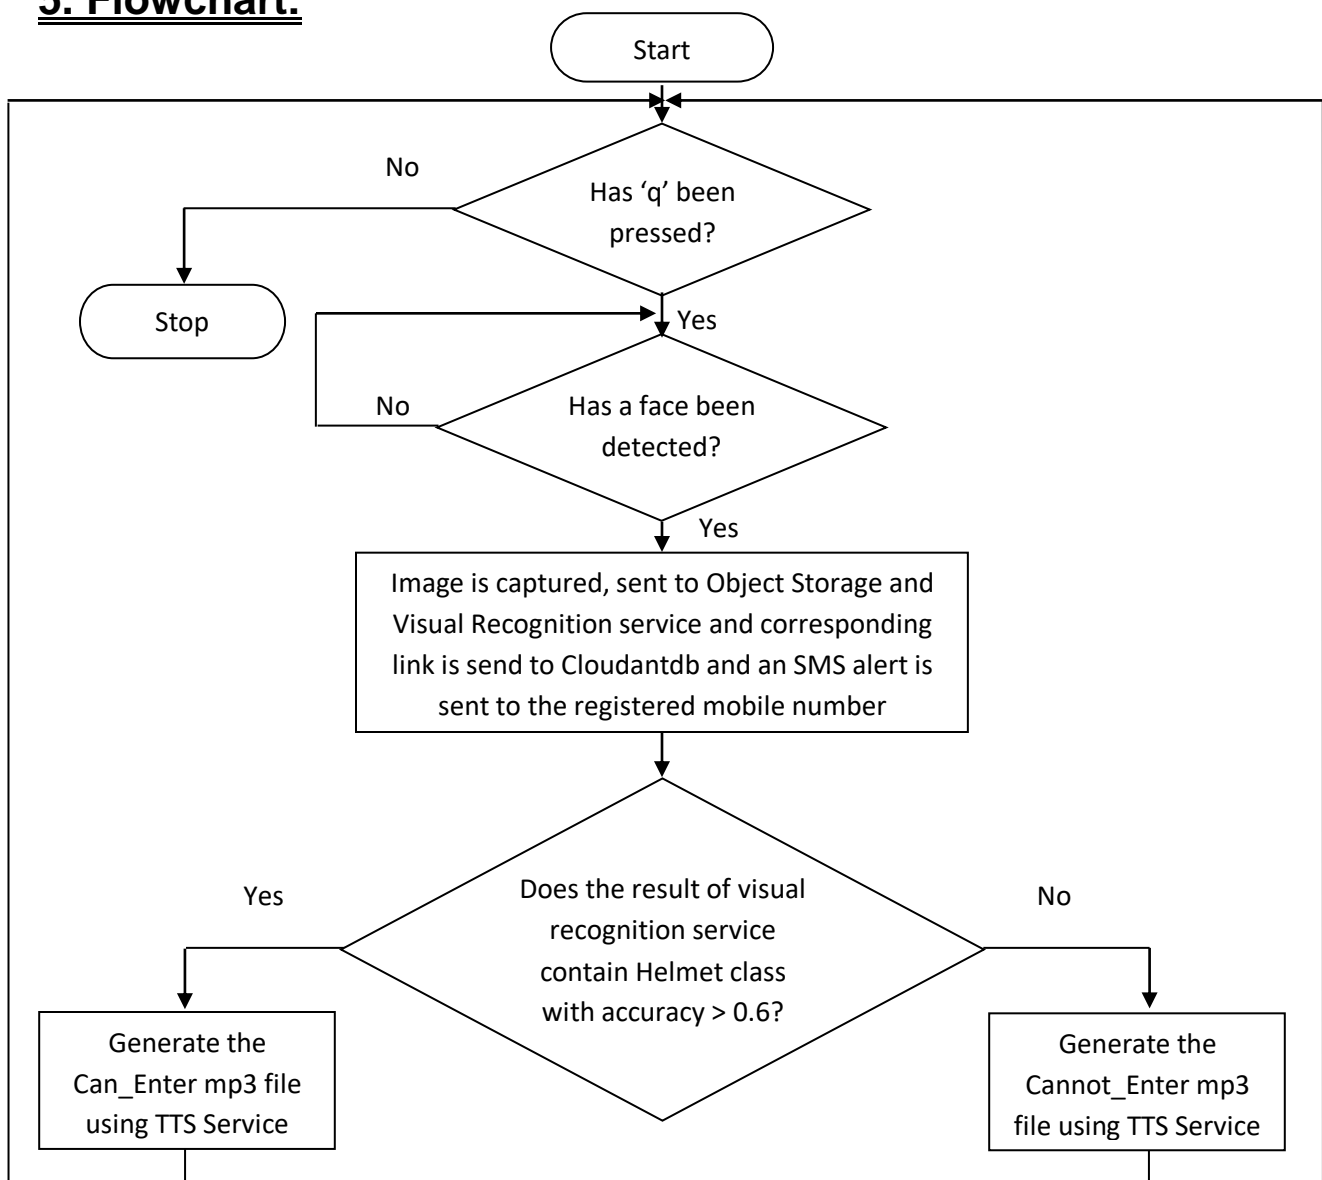 5. Flowchart:
Start
No
Has ‘q’ been
pressed?
Stop
Yes
No
Has a face been
detected?
Yes
Image is captured, sent to Object Storage and
Visual Recognition service and corresponding
link is send to Cloudantdb and an SMS alert is
sent to the registered mobile number
Yes
Does the result of visual
recognition service
contain Helmet class
with accuracy > 0.6?
No
Generate the
Can_Enter mp3 file
using TTS Service
Generate the
Cannot_Enter mp3
file using TTS Service